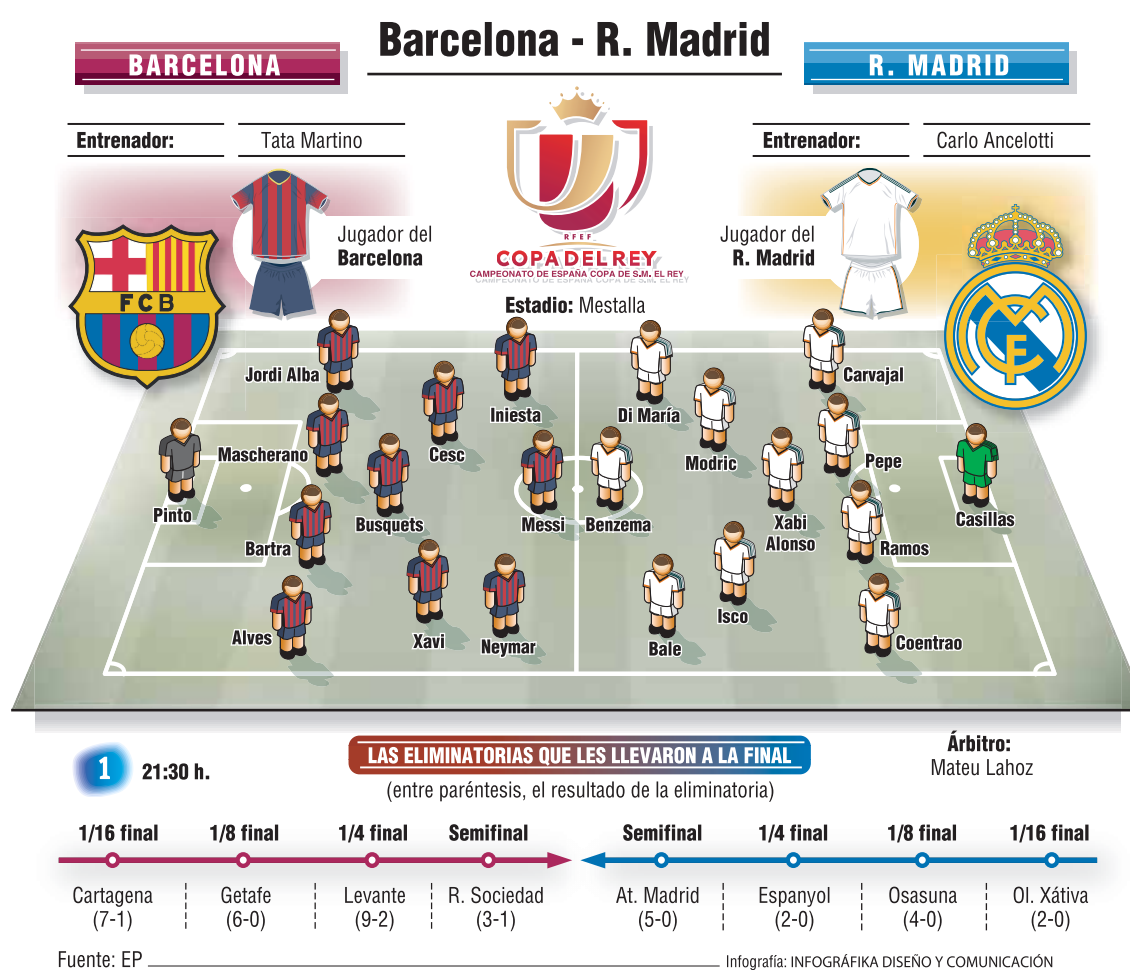 Barcelona - R. Madrid
BARCELONA
R. MADRID
Entrenador:
Tata Martino
Entrenador:
Carlo Ancelotti
Jugador del
Barcelona
Jugador del
R. Madrid
FCB
RFEF
COPA DEL REY
CAMPEONATO DE ESPAÑA COPA DE S.M. EL REY
Estadio: Mestalla
Jordi Alba
Iniesta
Di María
Carvajal
Mascherano
Cesc
Modric
Pepe
Pinto
Busquets
Messi
Benzema
Xabi
Alonso
Casillas
Bartra
Ramos
Alves
Xavi
Neymar
Bale
Isco
Coentrao
1
21:30 h.
LAS ELIMINATORIAS QUE LES LLEVARON A LA FINAL
(entre paréntesis, el resultado de la eliminatoria)
Árbitro:
Mateu Lahoz
1/16 final
1/8 final
1/4 final
Semifinal
Semifinal
1/4 final
1/8 final
1/16 final
Cartagena
(7-1)
Getafe
(6-0)
Levante
(9-2)
R. Sociedad
(3-1)
At. Madrid
(5-0)
Espanyol
(2-0)
Osasuna
(4-0)
Ol. Xátiva
(2-0)
Fuente: EP
Infografía: INFOGRÁFIKA DISEÑO Y COMUNICACIÓN